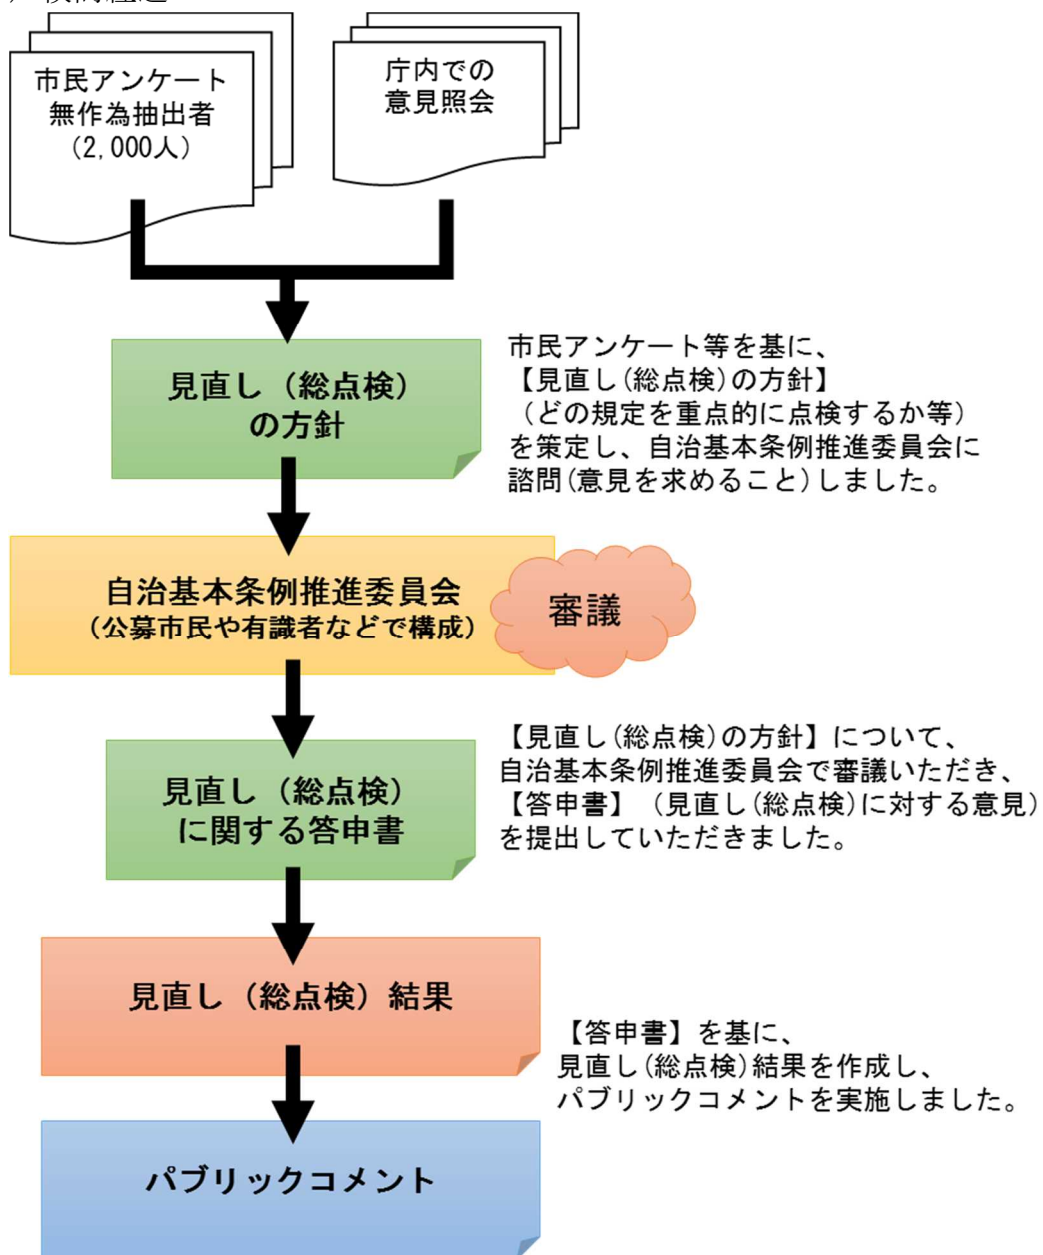 市民アンケート
無作為抽出者
(2,000人)
庁内での
意見照会
見直し（総点検）
の方針
市民アンケート等を基に、
【見直し(総点検)の方針】
（どの規定を重点的に点検するか等）
を策定し、自治基本条例推進委員会に
諮問(意見を求めること)しました。
自治基本条例推進委員会
（公募市民や有識者などで構成）
審議
見直し（総点検）
に関する答申書
【見直し(総点検)の方針】について、
自治基本条例推進委員会で審議いただき、
【答申書】（見直し(総点検)に対する意見）
を提出していただきました。
見直し（総点検）結果
【答申書】を基に、
見直し(総点検)結果を作成し、
パブリックコメントを実施しました。
パブリックコメント